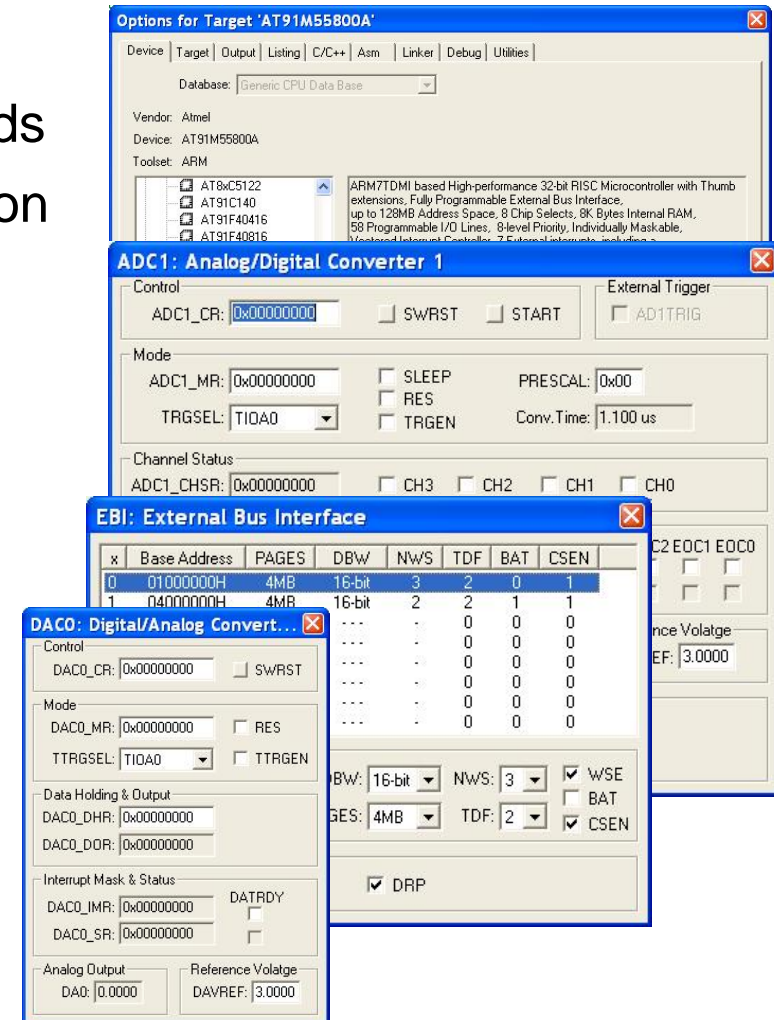 ds
on
Options for Target 'AT91M55800A'
Device Target Output Listing C/C++ Asm Linker Debug Utilities
Database: Generic CPU Data Base
Vendor: Atmel
Device: AT91M55800A
Toolset: ARM
AT8xC5122
AT91C140
AT91F40416
AT91F40816
ARM7TDMI based High-performance 32-bit RISC Microcontroller with Thumb
extensions, Fully Programmable External Bus Interface,
up to 128MB Address Space, 8 Chip Selects, 8K Bytes Internal RAM,
58 Programmable I/O Lines, 8-level Priority, Individually Maskable,
Vectored Interrupt Controller, 7 External interrupts, including a
ADC1: Analog/Digital Converter 1
Control
External Trigger
ADC1_CR: 0x00000000 SWRST START AD1TRIG
Mode
ADC1_MR: 0x00000000 SLEEP PRESCAL: 0x00
RES
TRGSEL: TIOA0 TRGEN Conv.Time: 1.100 us
Channel Status
ADC1_CHSR: 0x00000000 CH3 CH2 CH1 CH0
C2 EOC1 EOC0
nce Volatge
EF: 3.0000
EBI: External Bus Interface
x Base Address PAGES DBW NWS TDF BAT CSEN
0 01000000H 4MB 16-bit 3 2 0 1
1 04000000H 4MB 16-bit 2 2 1 1
--- - 0 0 0
--- - 0 0 0
--- - 0 0 0
--- - 0 0 0
--- - 0 0 0
--- - 0 0 0
DBW: 16-bit NWS: 3 WSE
BAT
GES: 4MB TDF: 2 CSEN
DRP
DAC0: Digital/Analog Convert...
Control
DAC0_CR: 0x00000000 SWRST
Mode
DAC0_MR: 0x00000000 RES
TTRGSEL: TIOA0 TTRGEN
Data Holding & Output
DAC0_DHR: 0x00000000
DAC0_DOR: 0x00000000
Interrupt Mask & Status
DATRDY
DAC0_IMR: 0x00000000
DAC0_SR: 0x00000000
Analog Output
Reference Volatge
DA0: 0.0000
DAVREF: 3.0000